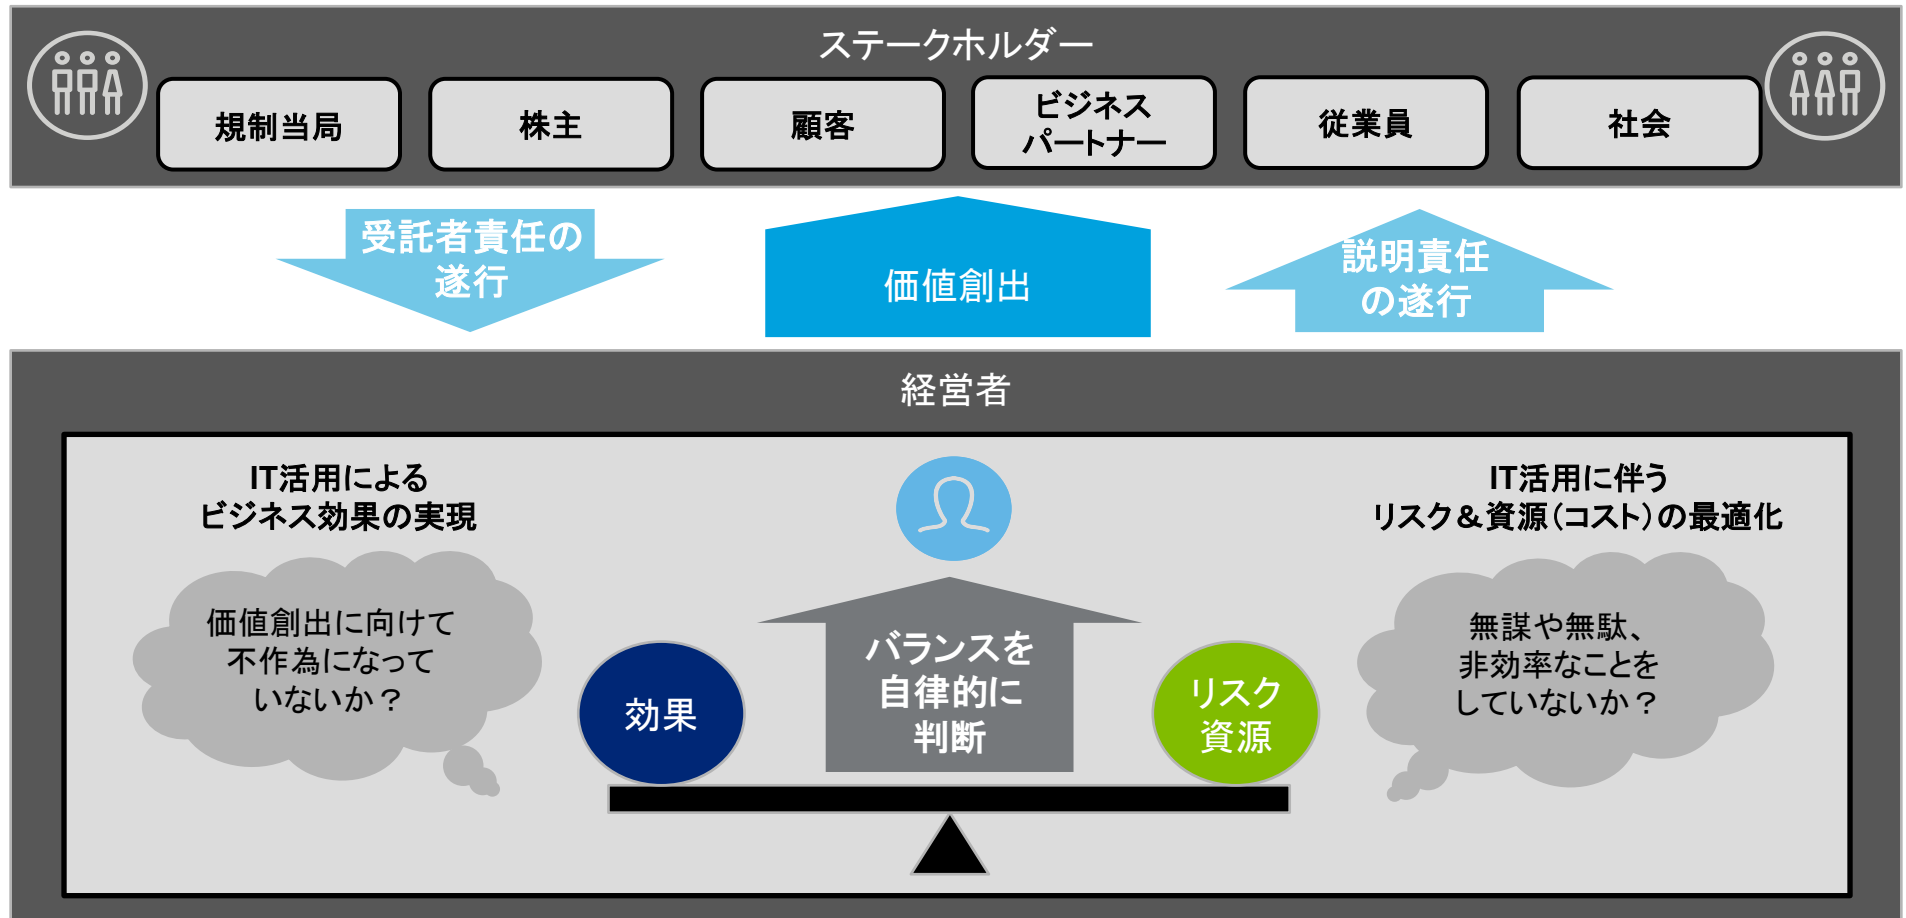 ステークホルダー
規制当局
株主
顧客
ビジネス
パートナー
従業員
社会
受託者責任の
遂行
価値創出
説明責任
の遂行
経営者
IT活用による
ビジネス効果の実現
IT活用に伴う
リスク＆資源（コスト）の最適化
価値創出に向けて
不作為になって
いないか？
効果
バランスを
自律的に
判断
リスク
資源
無謀や無駄、
非効率なことを
していないか？